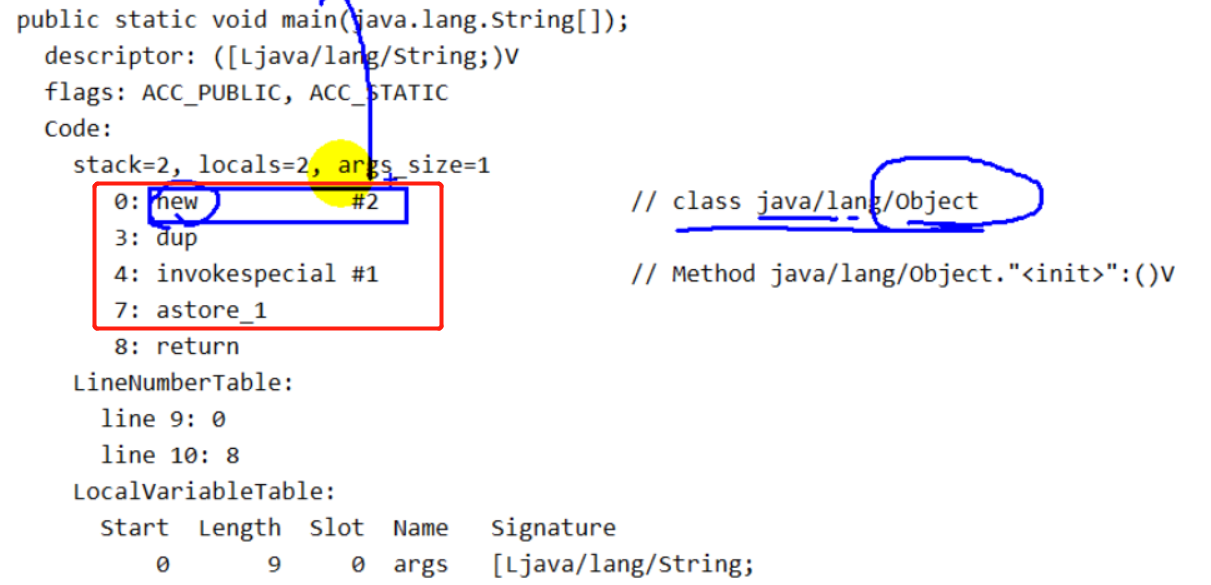 public static void main(java.lang.String[]);
descriptor: ([Ljava/lang/String;)V
flags: ACC_PUBLIC, ACC_STATIC
Code:
stack=2, locals=2, args_size=1
0: new #2 // class java/lang/Object
3: dup
4: invokespecial #1 // Method java/lang/Object."<init>":()V
7: astore_1
8: return
LineNumberTable:
line 9: 0
line 10: 8
LocalVariableTable:
Start Length Slot Name Signature
0 9 0 args [Ljava/lang/String;